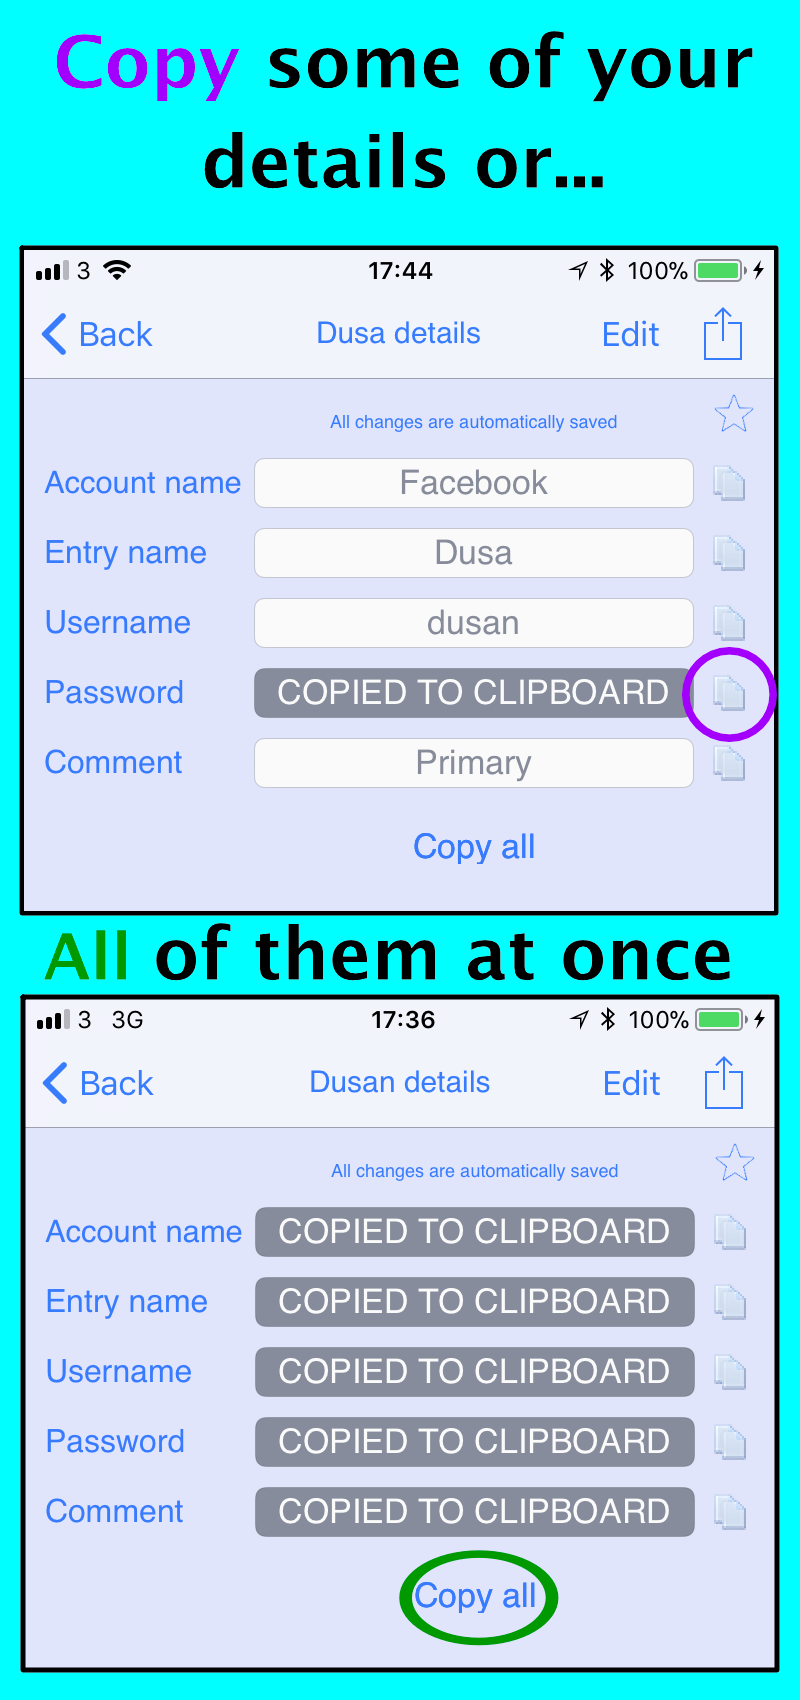 Copy some of your
details or...
3 17:44 100%
Back Dusa details Edit
All changes are automatically saved
Account name Facebook
Entry name Dusa
Username dusan
Password COPIED TO CLIPBOARD
Comment Primary
Copy all
All of them at once
3 3G 17:36 100%
Back Dusan details Edit
All changes are automatically saved
Account name COPIED TO CLIPBOARD
Entry name COPIED TO CLIPBOARD
Username COPIED TO CLIPBOARD
Password COPIED TO CLIPBOARD
Comment COPIED TO CLIPBOARD
Copy all